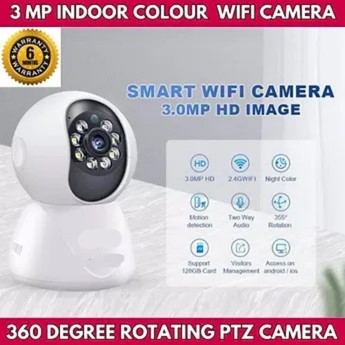 3 MP INDOOR COLOUR WIFI CAMERA
WARRANTY
6
MONTHS
WARRANTY
SMART WIFI CAMERA
3.0MP HD IMAGE
HD
3.0MP HD
2.4GWIFI
Night Color
Motion
detection
Two Way
Audio
355°
Rotation
Support
128GB Card
Visitors
Management
Access on
android / ios
360 DEGREE ROTATING PTZ CAMERA